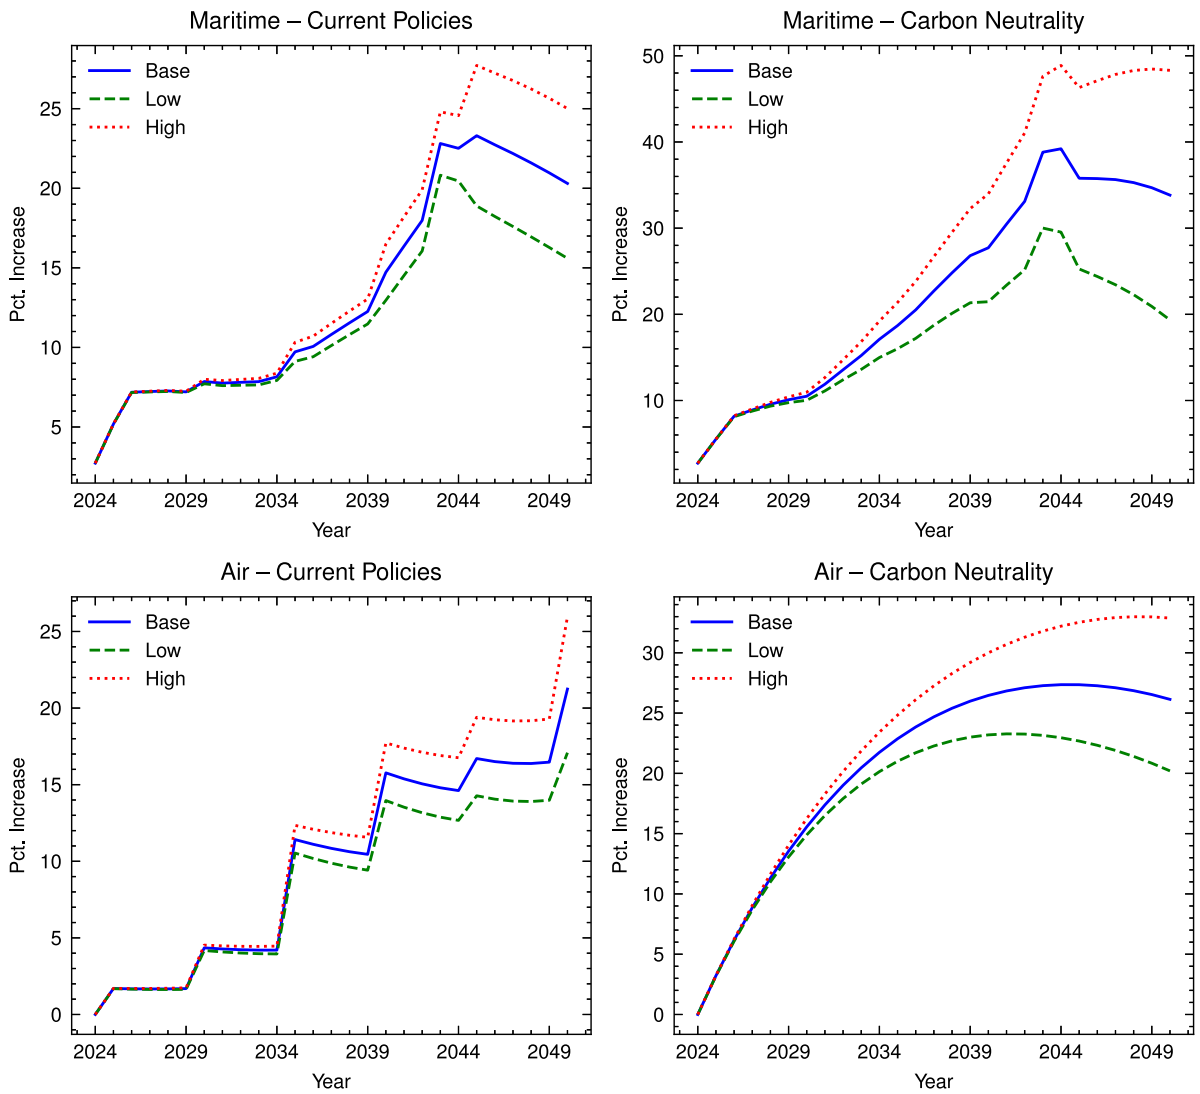 Maritime – Current Policies
Base
Low
High
25
20
15
10
5
Pct. Increase
2024 2029 2034 2039 2044 2049
Year
Maritime – Carbon Neutrality
Base
Low
High
50
40
30
20
10
Pct. Increase
2024 2029 2034 2039 2044 2049
Year
Air – Current Policies
Base
Low
High
25
20
15
10
5
0
Pct. Increase
2024 2029 2034 2039 2044 2049
Year
Air – Carbon Neutrality
Base
Low
High
30
25
20
15
10
5
0
Pct. Increase
2024 2029 2034 2039 2044 2049
Year